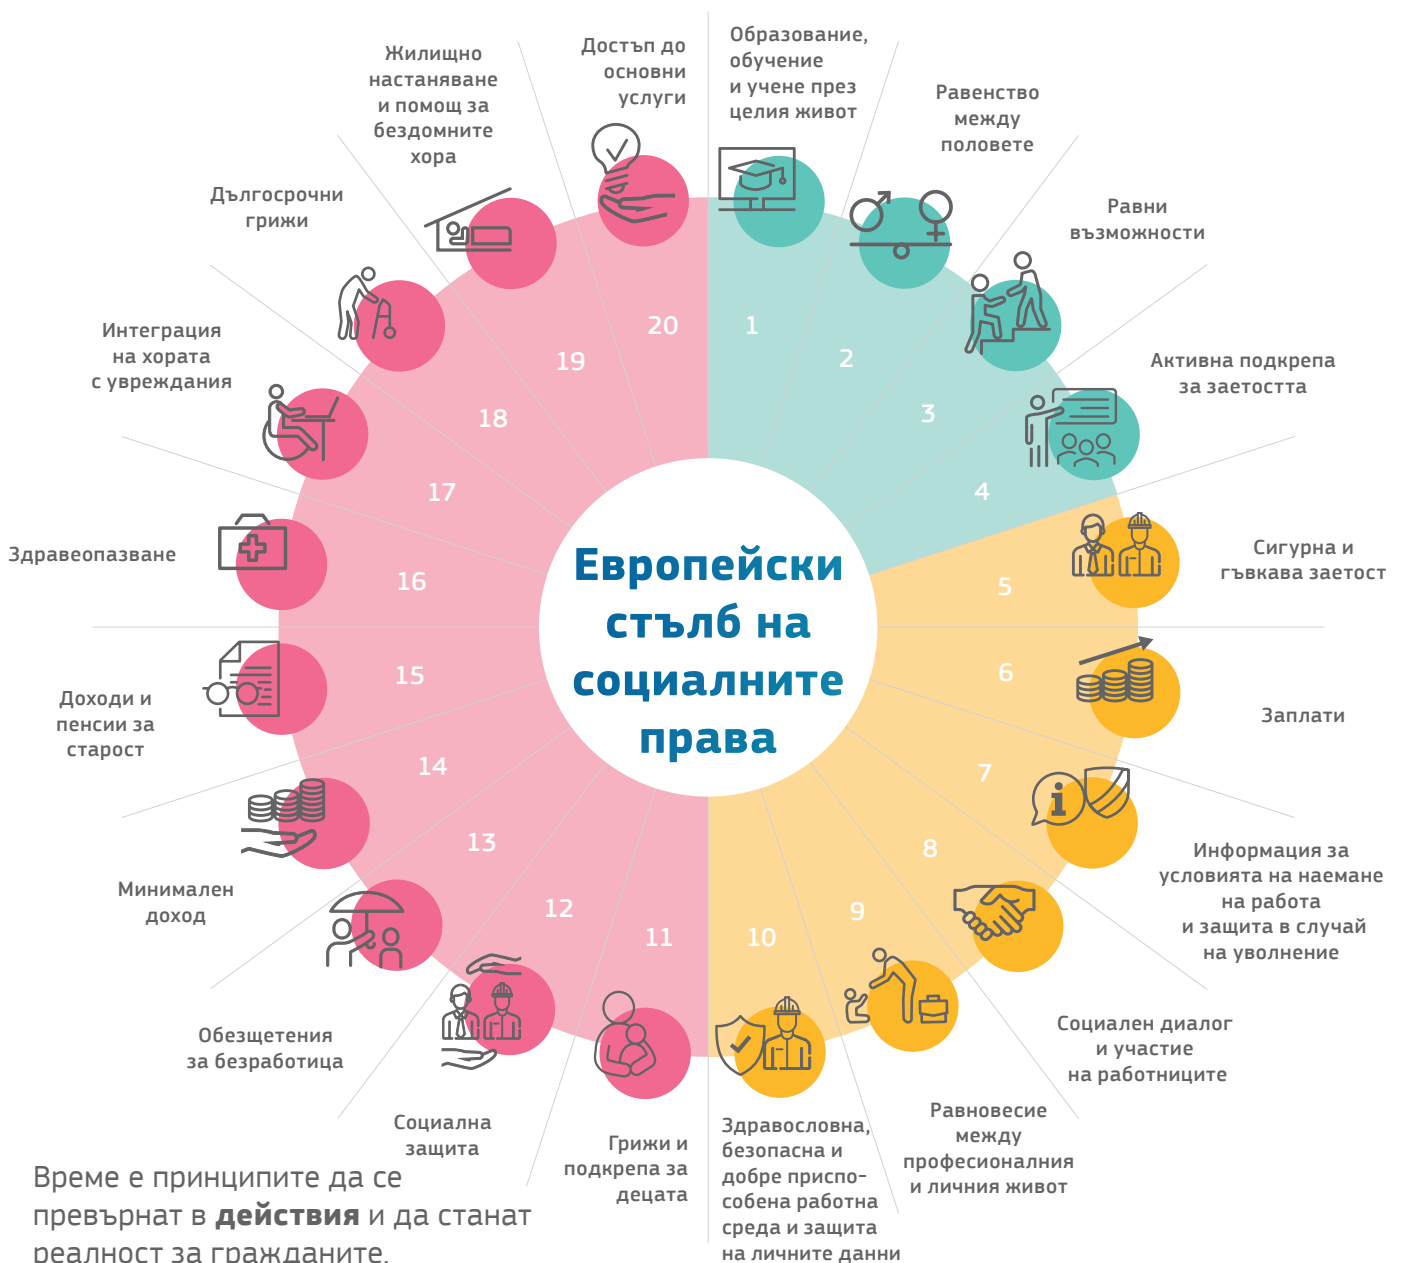 Европейски
стълб на
социалните
права
1
Образование,
обучение
и учене през
целия живот
2
Равенство
между
половете
3
Равни
възможности
4
Активна подкрепа
за заетостта
5
Сигурна и
гъвкава заетост
6
Заплати
7
Информация за
условията на наемане
на работа
и защита в случай
на уволнение
8
Социален диалог
и участие
на работниците
9
Равновесие
между
професионалния
и личния живот
10
Здравословна,
безопасна и
добре приспо-
собена работна
среда и защита
на личните данни
11
Грижи и
подкрепа за
децата
12
Социална
защита
13
Обезщетения
за безработица
14
Минимален
доход
15
Доходи и
пенсии за
старост
16
Здравеопазване
17
Интеграция
на хората
с увреждания
18
Дългосрочни
грижи
19
Жилищно
настаняване
и помощ за
бездомните
хора
20
Достъп до
основни
услуги
i
Време е принципите да се
превърнат в действия и да станат
реалност за гражданите.